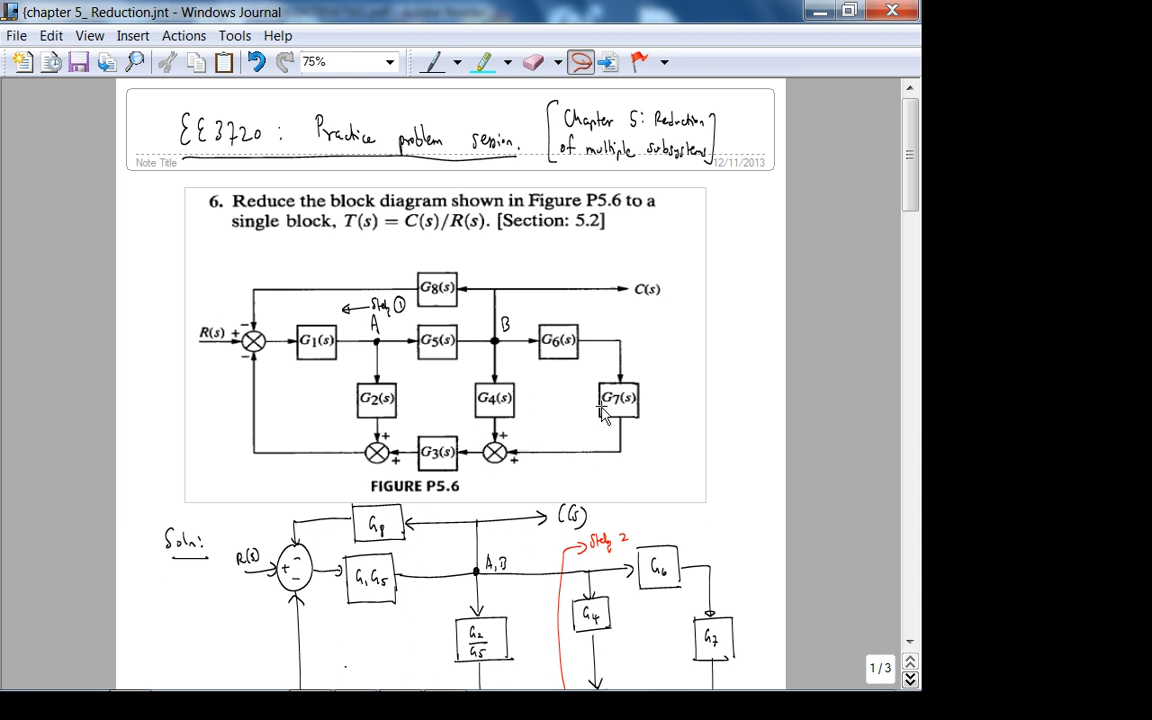 {chapter 5_ Reduction.jnt - Windows Journal
File Edit View Insert Actions Tools Help
75%
EE3720 : Practice problem session. [Chapter 5: Reduction
of multiple subsystems]
Note Title
12/11/2013
6. Reduce the block diagram shown in Figure P5.6 to a
single block, T(s) = C(s)/R(s). [Section: 5.2]
G8(s)
C(s)
← Step ①
A
B
R(s) +
−
−
G1(s)
G5(s)
G6(s)
G2(s)
G4(s)
G7(s)
+
+
+
+
G3(s)
FIGURE P5.6
Soln:
G8
C(s)
Step 2
R(s)
+
−
−
G1G5
A,B
G6
G4
G2
G5
G7
1/3